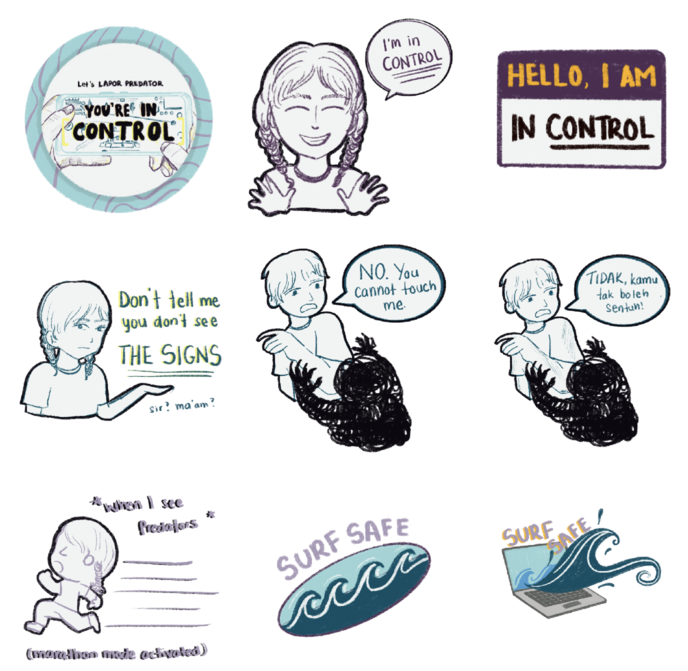 Let's LAPOR PREDATOR
YOU'RE IN
CONTROL
I'm in
CONTROL
HELLO, I AM
IN CONTROL
Don't tell me
you don't see
THE SIGNS
sir? ma'am?
NO. You
cannot touch
me
TIDAK, kamu
tak boleh
sentuh!
*When I see
Predators *
(marathon mode activated)
SURF SAFE
SURF
SAFE